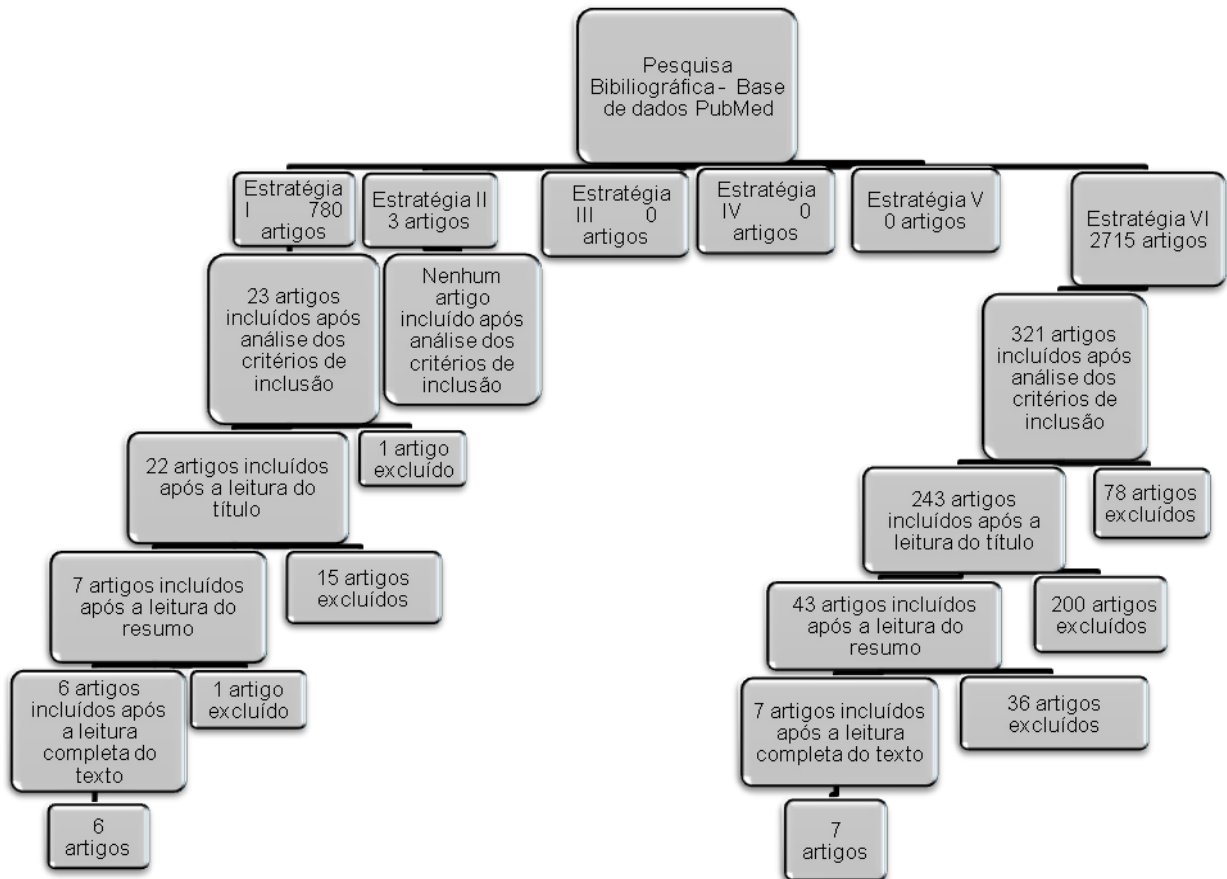 Pesquisa
Bibiliográfica - Base
de dados PubMed
Estratégia
I 780
artigos
Estratégia II
3 artigos
Estratégia
III 0
artigos
Estratégia
IV 0
artigos
Estratégia V
0 artigos
Estratégia VI
2715 artigos
23 artigos
incluídos após
análise dos
critérios de
inclusão
Nenhum
artigo
incluído após
análise dos
critérios de
inclusão
321 artigos
incluídos após
análise dos
critérios de
inclusão
22 artigos incluídos
após a leitura do
título
1 artigo
excluído
243 artigos
incluídos após a
leitura do título
78 artigos
excluídos
7 artigos incluídos
após a leitura do
resumo
15 artigos
excluídos
43 artigos incluídos
após a leitura do
resumo
200 artigos
excluídos
6 artigos
incluídos após
a leitura
completa do
texto
1 artigo
excluído
7 artigos incluídos
após a leitura
completa do texto
36 artigos
excluídos
6
artigos
7
artigos